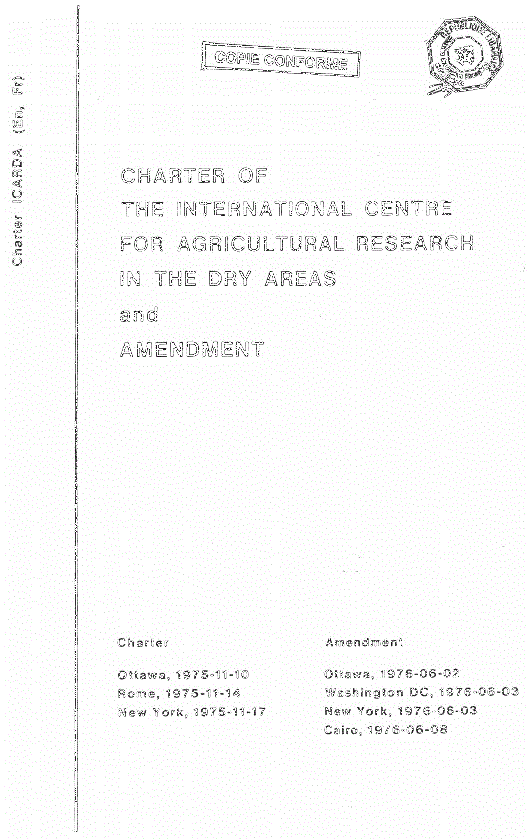 COPIE CONFORME
Charter ICARDA (En, Fr)
CHARTER OF
THE INTERNATIONAL CENTRE
FOR AGRICULTURAL RESEARCH
IN THE DRY AREAS
and
AMENDMENT
Charter
Ottawa, 1975-11-10
Rome, 1975-11-14
New York, 1975-11-17
Amendment
Ottawa, 1976-06-02
Washington DC, 1976-06-03
New York, 1976-06-03
Cairo, 1976-06-08